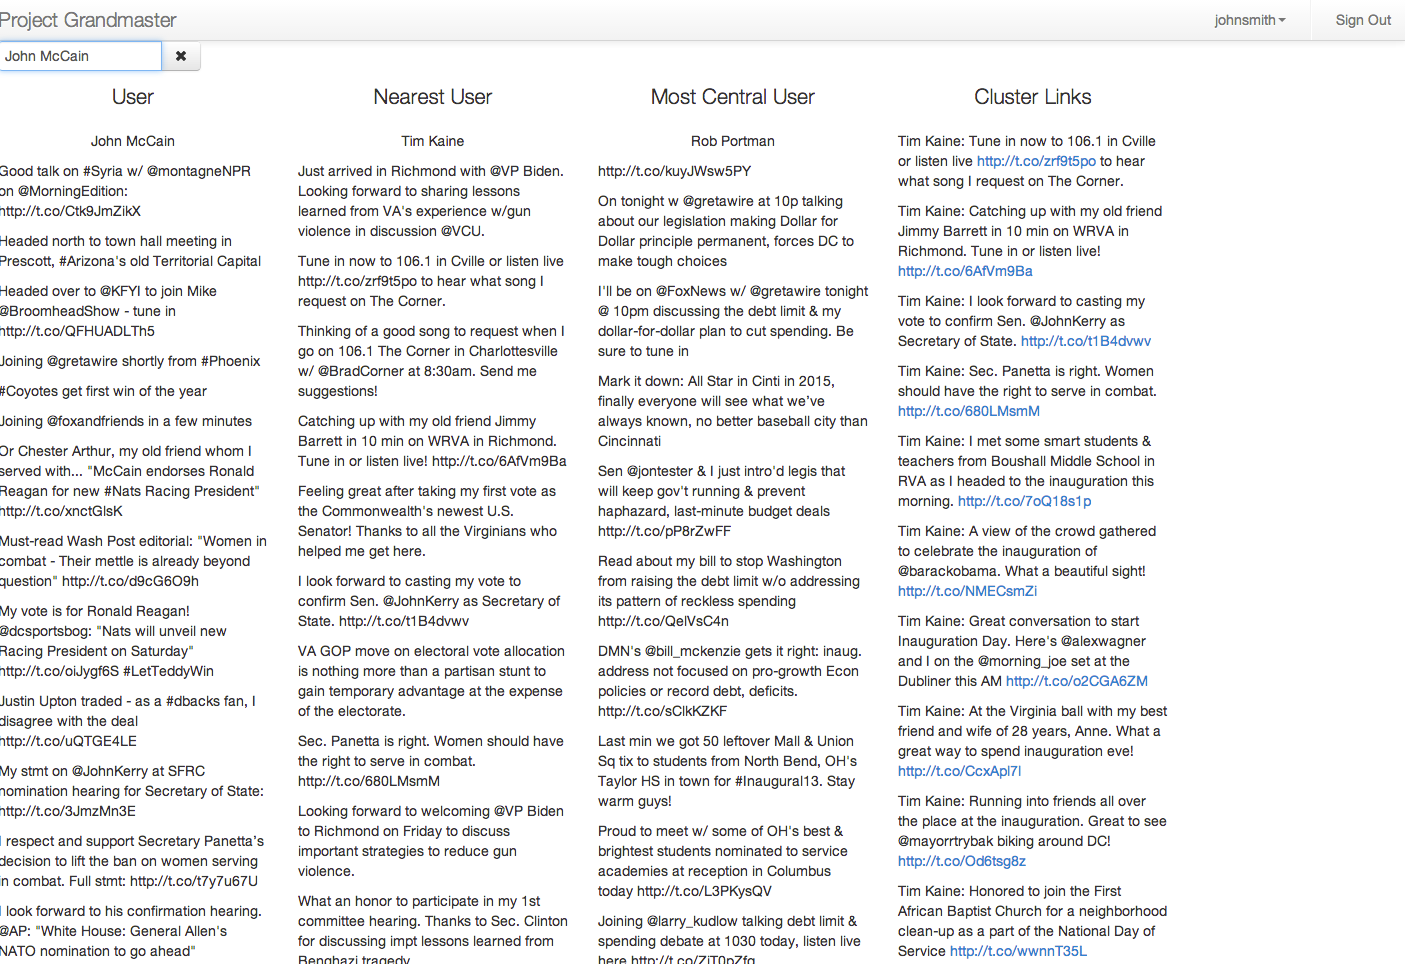 Project Grandmaster
johnsmith
Sign Out
John McCain
✖
User
John McCain
Good talk on #Syria w/ @montagneNPR
on @MorningEdition:
http://t.co/Ctk9JmZikX
Headed north to town hall meeting in
Prescott, #Arizona's old Territorial Capital
Headed over to @KFYI to join Mike
@BroomheadShow - tune in
http://t.co/QFHUADLTh5
Joining @gretawire shortly from #Phoenix
#Coyotes get first win of the year
Joining @foxandfriends in a few minutes
Or Chester Arthur, my old friend whom I
served with... "McCain endorses Ronald
Reagan for new #Nats Racing President"
http://t.co/xnctGlsK
Must-read Wash Post editorial: "Women in
combat - Their mettle is already beyond
question" http://t.co/d9cG6O9h
My vote is for Ronald Reagan!
@dcsportsbog: "Nats will unveil new
Racing President on Saturday"
http://t.co/oiJygf6S #LetTeddyWin
Justin Upton traded - as a #dbacks fan, I
disagree with the deal
http://t.co/uQTGE4LE
My stmt on @JohnKerry at SFRC
nomination hearing for Secretary of State:
http://t.co/3JmzMn3E
I respect and support Secretary Panetta's
decision to lift the ban on women serving
in combat. Full stmt: http://t.co/t7y7u67U
I look forward to his confirmation hearing.
@AP: "White House: General Allen's
NATO nomination to go ahead"
Nearest User
Tim Kaine
Just arrived in Richmond with @VP Biden.
Looking forward to sharing lessons
learned from VA's experience w/gun
violence in discussion @VCU.
Tune in now to 106.1 in Cville or listen live
http://t.co/zrf9t5po to hear what song I
request on The Corner.
Thinking of a good song to request when I
go on 106.1 The Corner in Charlottesville
w/ @BradCorner at 8:30am. Send me
suggestions!
Catching up with my old friend Jimmy
Barrett in 10 min on WRVA in Richmond.
Tune in or listen live! http://t.co/6AfVm9Ba
Feeling great after taking my first vote as
the Commonwealth's newest U.S.
Senator! Thanks to all the Virginians who
helped me get here.
I look forward to casting my vote to
confirm Sen. @JohnKerry as Secretary of
State. http://t.co/t1B4dvwv
VA GOP move on electoral vote allocation
is nothing more than a partisan stunt to
gain temporary advantage at the expense
of the electorate.
Sec. Panetta is right. Women should have
the right to serve in combat.
http://t.co/680LMsmM
Looking forward to welcoming @VP Biden
to Richmond on Friday to discuss
important strategies to reduce gun
violence.
What an honor to participate in my 1st
committee hearing. Thanks to Sec. Clinton
for discussing impt lessons learned from
Benghazi tragedy
Most Central User
Rob Portman
http://t.co/kuyJWsw5PY
On tonight w @gretawire at 10p talking
about our legislation making Dollar for
Dollar principle permanent, forces DC to
make tough choices
I'll be on @FoxNews w/ @gretawire tonight
@ 10pm discussing the debt limit & my
dollar-for-dollar plan to cut spending. Be
sure to tune in
Mark it down: All Star in Cinti in 2015,
finally everyone will see what we've
always known, no better baseball city than
Cincinnati
Sen @jontester & I just intro'd legis that
will keep gov't running & prevent
haphazard, last-minute budget deals
http://t.co/pP8rZwFF
Read about my bill to stop Washington
from raising the debt limit w/o addressing
its pattern of reckless spending
http://t.co/QelVsC4n
DMN's @bill_mckenzie gets it right: inaug.
address not focused on pro-growth Econ
policies or record debt, deficits.
http://t.co/sClkKZKF
Last min we got 50 leftover Mall & Union
Sq tix to students from North Bend, OH's
Taylor HS in town for #Inaugural13. Stay
warm guys!
Proud to meet w/ some of OH's best &
brightest students nominated to service
academies at reception in Columbus
today http://t.co/L3PKysQV
Joining @larry_kudlow talking debt limit &
spending debate at 1030 today, listen live
here http://t.co/ZiT0pZfg
Cluster Links
Tim Kaine: Tune in now to 106.1 in Cville
or listen live http://t.co/zrf9t5po to hear
what song I request on The Corner.
Tim Kaine: Catching up with my old friend
Jimmy Barrett in 10 min on WRVA in
Richmond. Tune in or listen live!
http://t.co/6AfVm9Ba
Tim Kaine: I look forward to casting my
vote to confirm Sen. @JohnKerry as
Secretary of State. http://t.co/t1B4dvwv
Tim Kaine: Sec. Panetta is right. Women
should have the right to serve in combat.
http://t.co/680LMsmM
Tim Kaine: I met some smart students &
teachers from Boushall Middle School in
RVA as I headed to the inauguration this
morning. http://t.co/7oQ18s1p
Tim Kaine: A view of the crowd gathered
to celebrate the inauguration of
@barackobama. What a beautiful sight!
http://t.co/NMECsmZi
Tim Kaine: Great conversation to start
Inauguration Day. Here's @alexwagner
and I on the @morning_joe set at the
Dubliner this AM http://t.co/o2CGA6ZM
Tim Kaine: At the Virginia ball with my best
friend and wife of 28 years, Anne. What a
great way to spend inauguration eve!
http://t.co/CcxApl7l
Tim Kaine: Running into friends all over
the place at the inauguration. Great to see
@mayorrtrybak biking around DC!
http://t.co/Od6tsg8z
Tim Kaine: Honored to join the First
African Baptist Church for a neighborhood
clean-up as a part of the National Day of
Service http://t.co/wwnnT35L